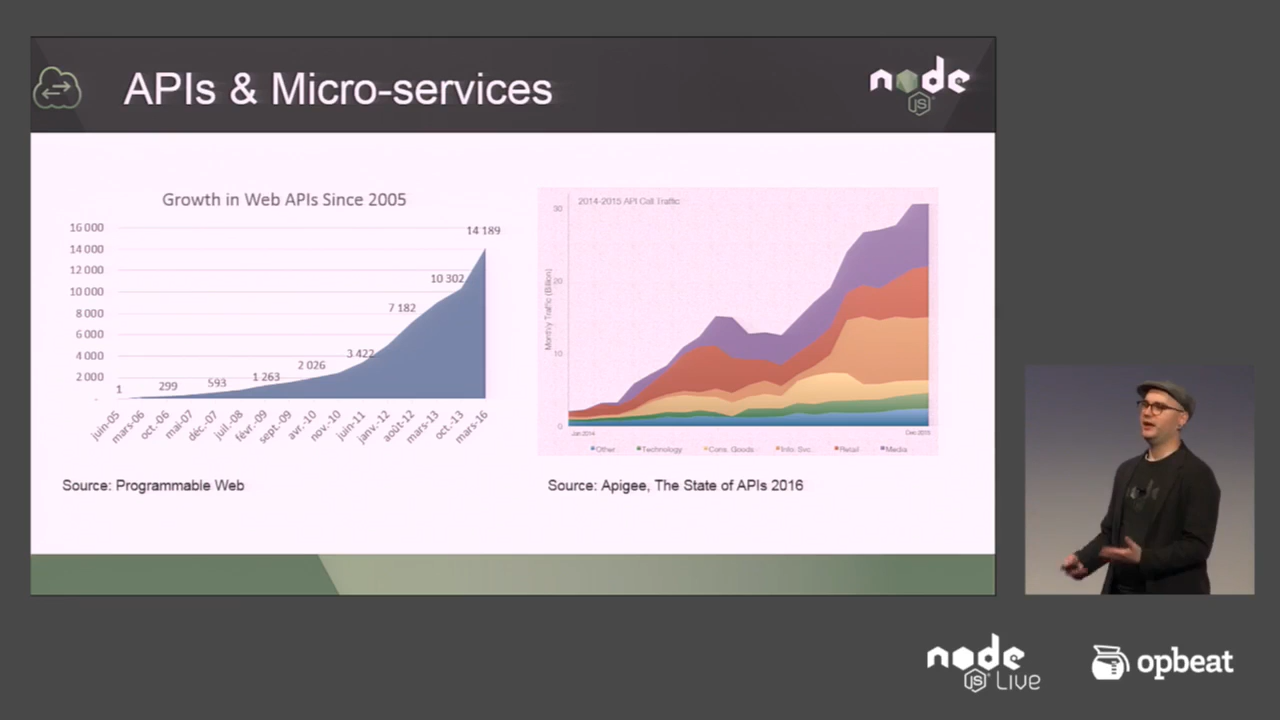 APIs & Micro-services
node
JS
Growth in Web APIs Since 2005
16 000
14 000
12 000
10 000
8 000
6 000
4 000
2 000
-
1
299
593
1 263
2 026
3 422
7 182
10 302
14 189
juin-05
mars-06
oct.-06
mai-07
déc.-07
juil.-08
févr.-09
sept.-09
avr.-10
nov.-10
juin-11
janv.-12
août-12
mars-13
oct.-13
mars-16
Source: Programmable Web
2014-2015 API Call Traffic
Monthly Traffic (Billion)
30
20
10
0
Jan 2014
Dec 2015
Other
Technology
Cons. Goods
Info. Svc.
Retail
Media
Source: Apigee, The State of APIs 2016
node
JS Live
opbeat